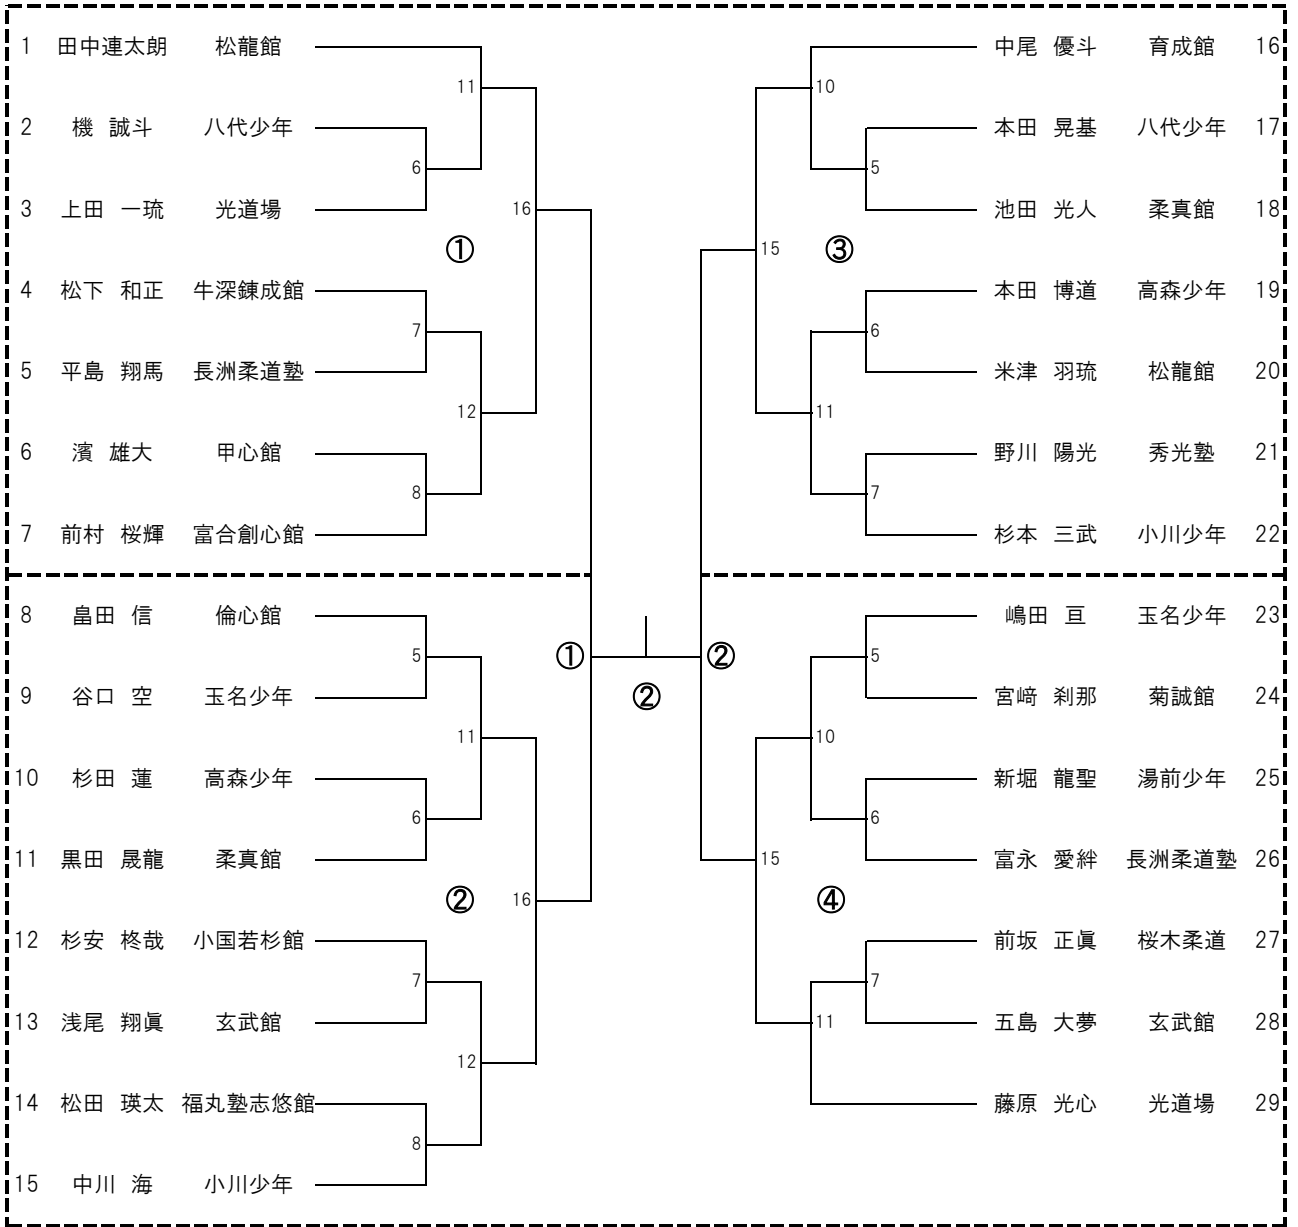 1 田中連太朗 松龍館
11
2 機 誠斗 八代少年
6
3 上田 一琉 光道場
16
①
4 松下 和正 牛深錬成館
7
5 平島 翔馬 長洲柔道塾
12
6 濱 雄大 甲心館
8
7 前村 桜輝 富合創心館
8 畠田 信 倫心館
5
①
9 谷口 空 玉名少年
11
10 杉田 蓮 高森少年
6
11 黒田 晟龍 柔真館
②
16
12 杉安 柊哉 小国若杉館
7
13 浅尾 翔眞 玄武館
12
14 松田 瑛太 福丸塾志悠館
8
15 中川 海 小川少年
②
中尾 優斗 育成館 16
10
本田 晃基 八代少年 17
5
池田 光人 柔真館 18
15
③
本田 博道 高森少年 19
6
米津 羽琉 松龍館 20
11
野川 陽光 秀光塾 21
7
杉本 三武 小川少年 22
嶋田 亘 玉名少年 23
②
5
宮﨑 刹那 菊誠館 24
10
新堀 龍聖 湯前少年 25
6
富永 愛絆 長洲柔道塾 26
15
④
前坂 正眞 桜木柔道 27
7
五島 大夢 玄武館 28
11
藤原 光心 光道場 29